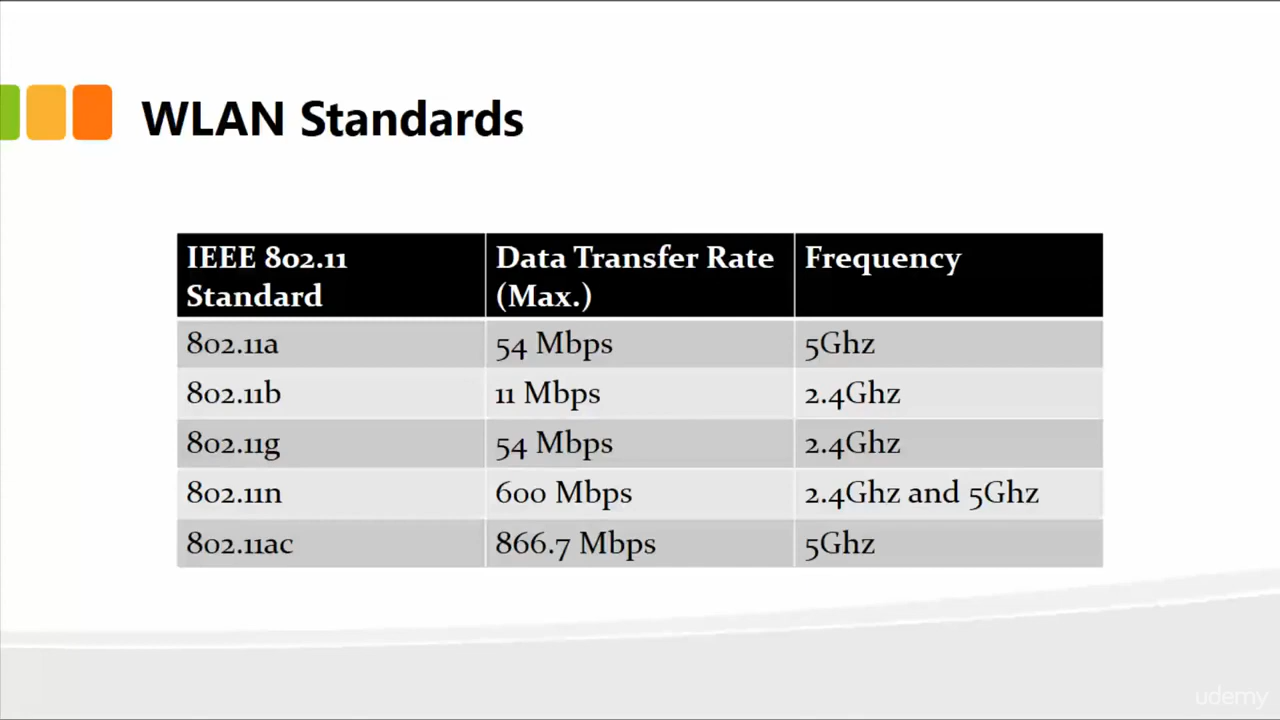 WLAN Standards
IEEE 802.11 Standard
Data Transfer Rate (Max.)
Frequency
802.11a
54 Mbps
5Ghz
802.11b
11 Mbps
2.4Ghz
802.11g
54 Mbps
2.4Ghz
802.11n
600 Mbps
2.4Ghz and 5Ghz
802.11ac
866.7 Mbps
5Ghz
udemy